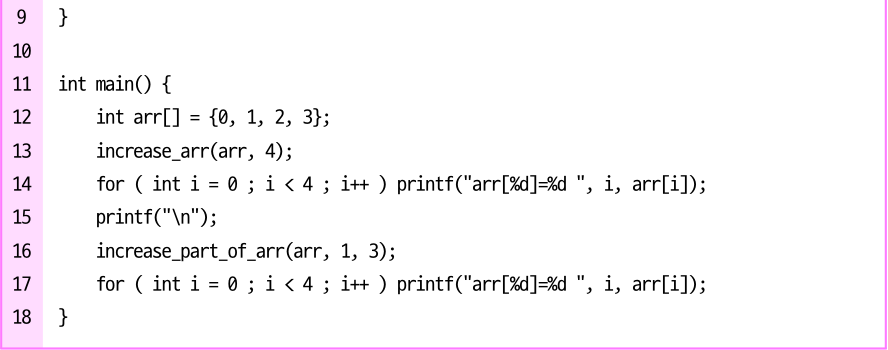 9 }
10
11 int main() {
12     int arr[] = {0, 1, 2, 3};
13     increase_arr(arr, 4);
14     for ( int i = 0 ; i < 4 ; i++ ) printf("arr[%d]=%d ", i, arr[i]);
15     printf("\n");
16     increase_part_of_arr(arr, 1, 3);
17     for ( int i = 0 ; i < 4 ; i++ ) printf("arr[%d]=%d ", i, arr[i]);
18 }